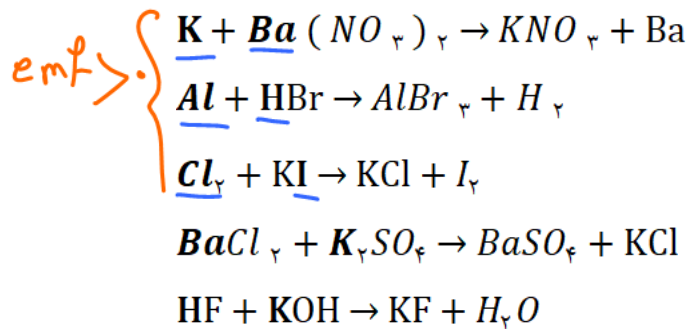 emf > 0
K + Ba (NO ۳ ) ۲ → KNO ۳ + Ba
Al + HBr → AlBr ۳ + H ۲
Cl۲ + KI → KCl + I۲
BaCl ۲ + K۲SO۴ → BaSO۴ + KCl
HF + KOH → KF + H۲O